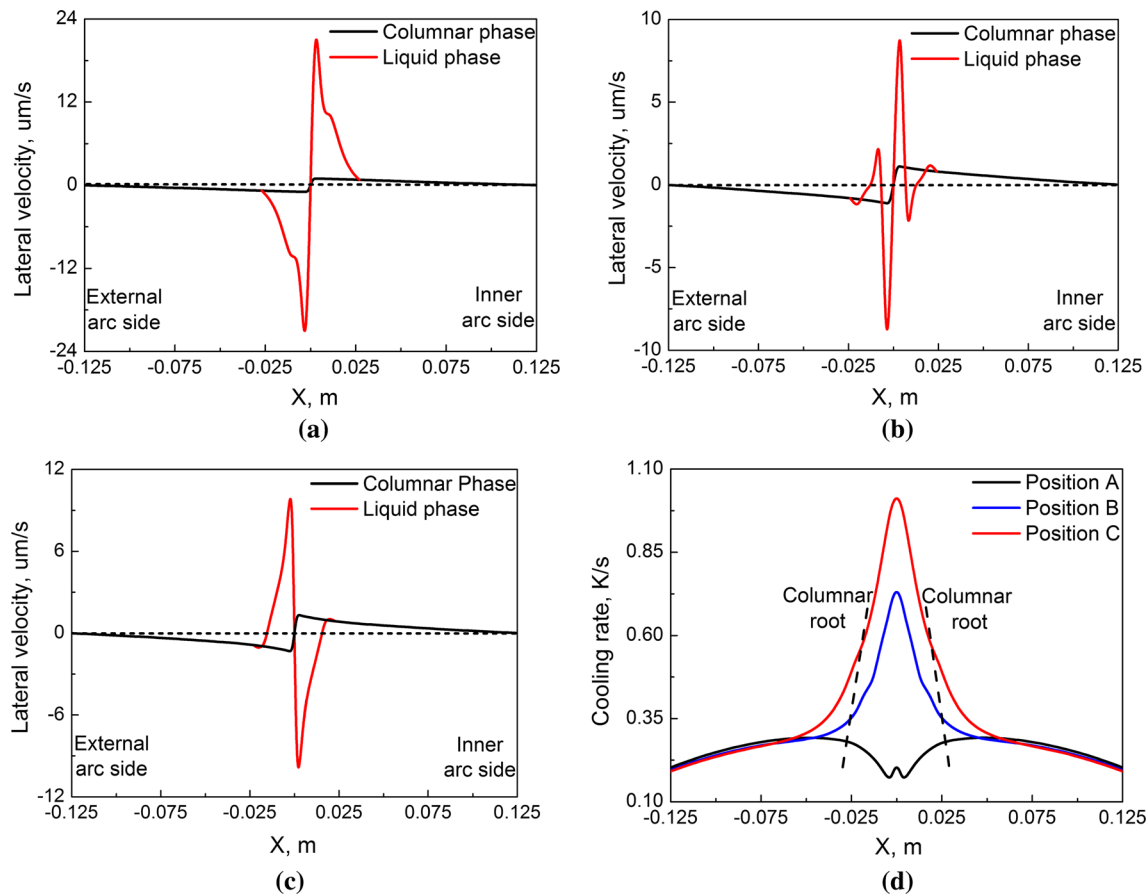 24
12
0
-12
-24
Lateral velocity, um/s
Columnar phase
Liquid phase
External
arc side
Inner
arc side
-0.125 -0.075 -0.025 0.025 0.075 0.125
X, m
(a)
10
5
0
-5
-10
Lateral velocity, um/s
Columnar phase
Liquid phase
External
arc side
Inner
arc side
-0.125 -0.075 -0.025 0.025 0.075 0.125
X, m
(b)
12
6
0
-6
-12
Lateral velocity, um/s
Columnar Phase
Liquid phase
External
arc side
Inner
arc side
-0.125 -0.075 -0.025 0.025 0.075 0.125
X, m
(c)
1.10
0.85
0.60
0.35
0.10
Cooling rate, K/s
Position A
Position B
Position C
Columnar
root
Columnar
root
-0.125 -0.075 -0.025 0.025 0.075 0.125
X, m
(d)